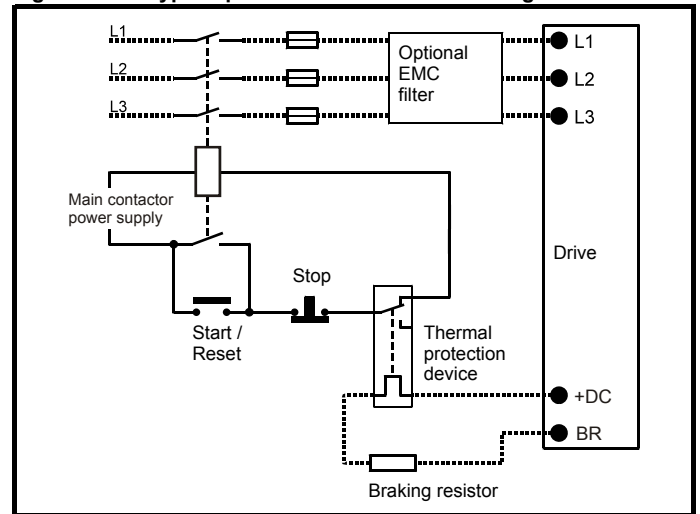 L1
L2
L3
Optional
EMC
filter
L1
L2
L3
Main contactor
power supply
Drive
Stop
Start /
Reset
Thermal
protection
device
+DC
BR
Braking resistor